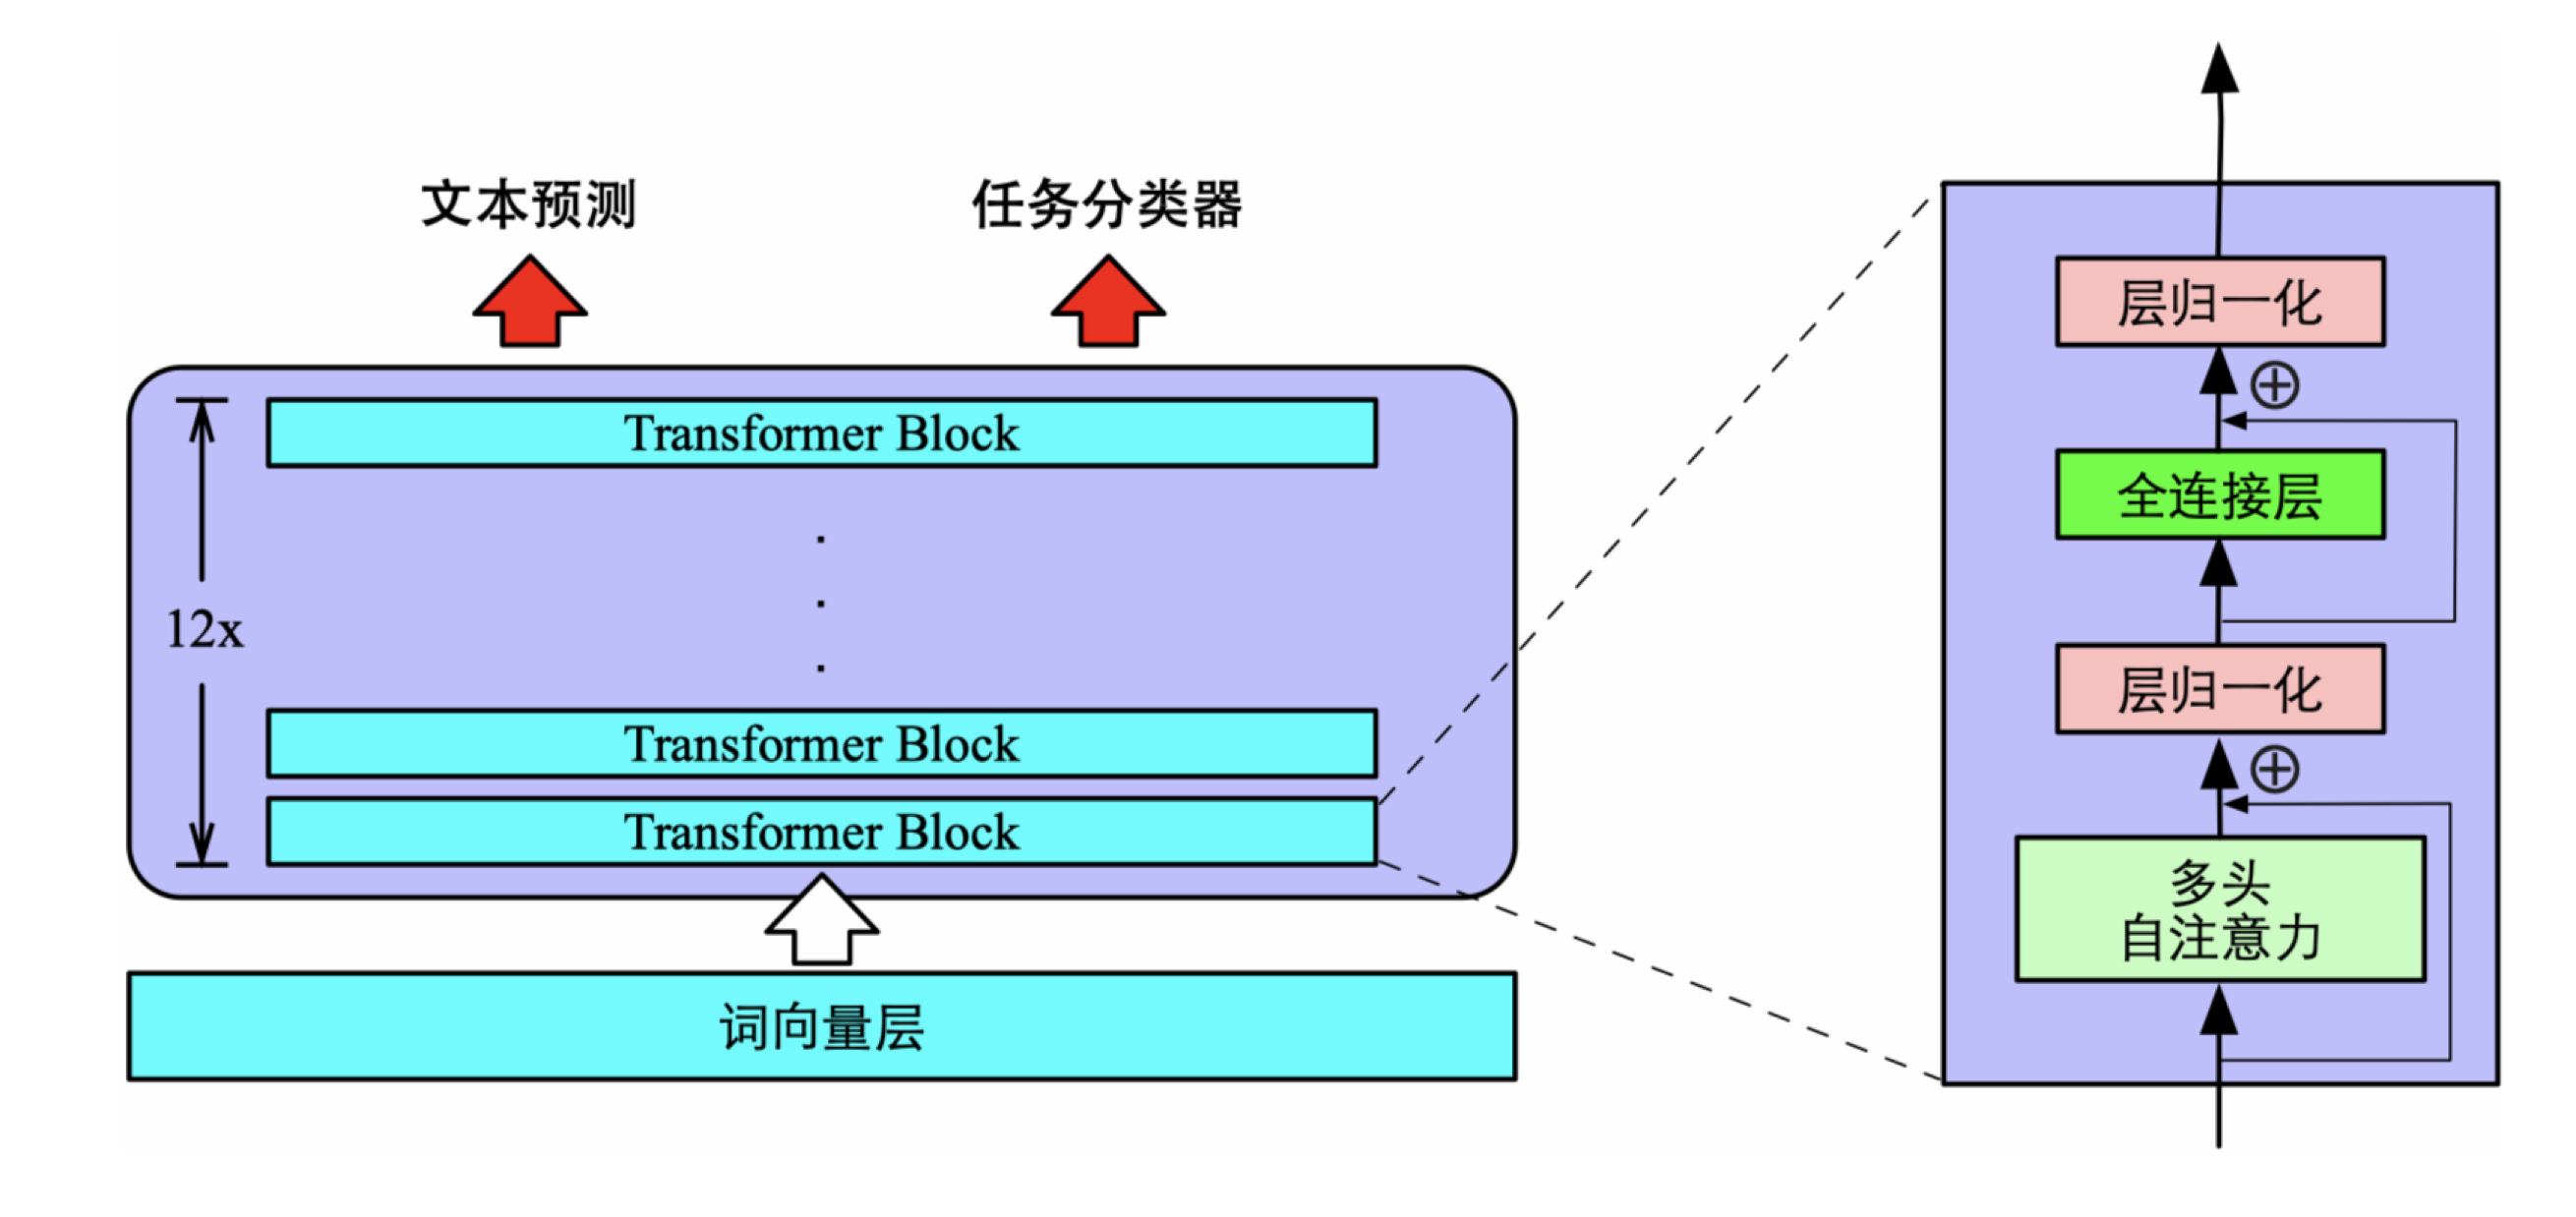 文本预测
任务分类器
Transformer Block
12x
Transformer Block
Transformer Block
词向量层
层归一化
全连接层
层归一化
多头
自注意力